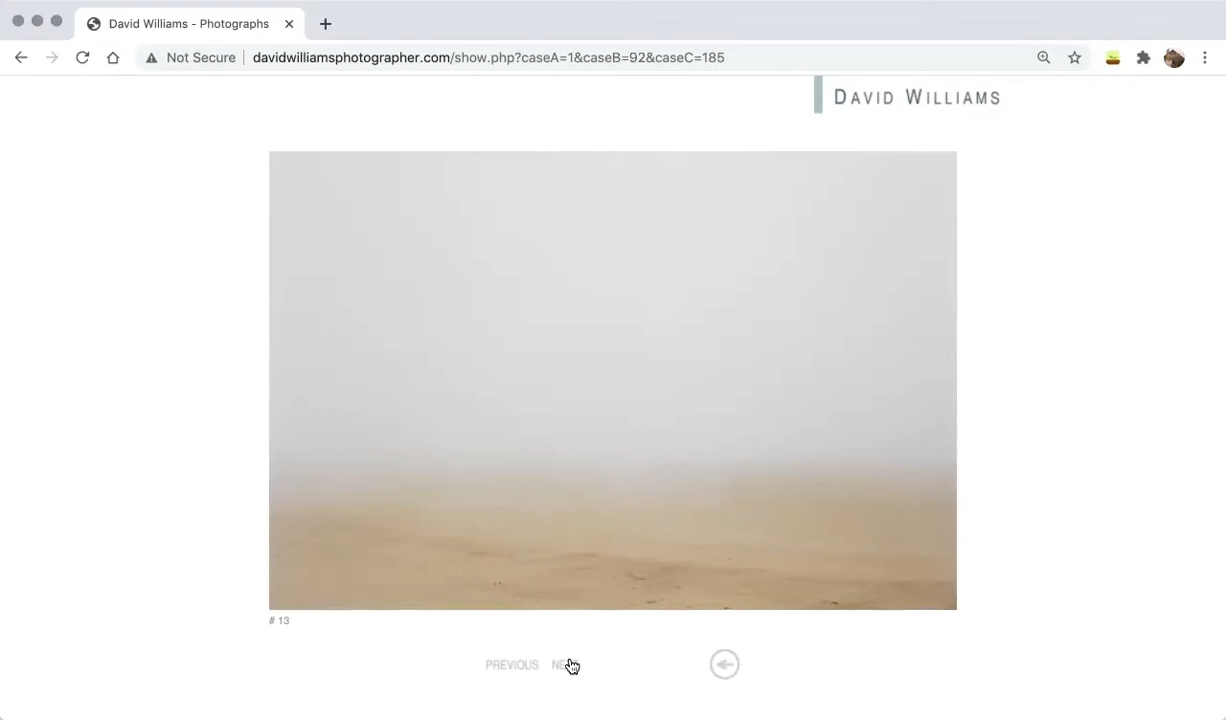 David Williams - Photographs
Not Secure
davidwilliamsphotographer.com/show.php?caseA=1&caseB=92&caseC=185
DAVID WILLIAMS
# 13
PREVIOUS